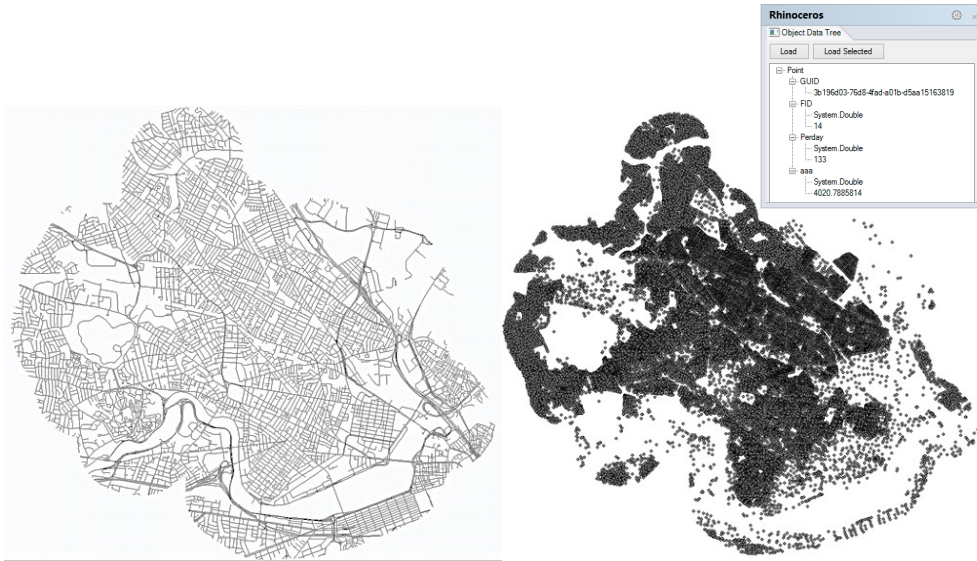 Rhinoceros
Object Data Tree
Load
Load Selected
Point
GUID
3b196d03-76d8-4fad-a01b-d5aa15163819
FID
System.Double
14
Perday
System.Double
133
aaa
System.Double
4020.7885814